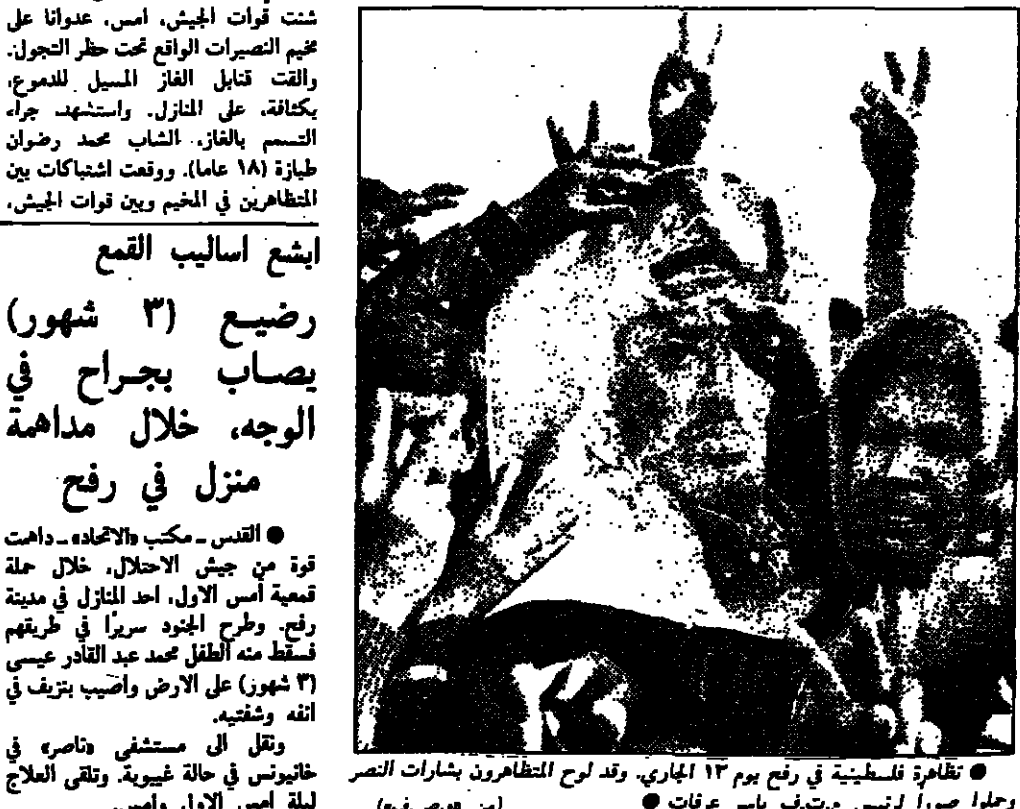 شنت قوات الجيش، امس، عدوانا على
مخيم النصيرات الواقع تحت حظر التجول.
والقت قنابل الغاز المسيل للدموع،
بكثافة، على المنازل. واستشهد جراء
التسمم بالغاز، الشاب محمد رضوان
طبازة (١٨ عاما). ووقعت اشتباكات بين
المتظاهرين في المخيم وبين قوات الجيش،
ابشع اساليب القمع
رضيع (٣ شهور)
يصاب بجراح في
الوجه، خلال مداهمة
منزل في رفح
● القدس ـ مكتب «الاتحاد» ـ داهمت
قوة من جيش الاحتلال، خلال حملة
قمعية أمس الاول، احد المنازل في مدينة
رفح. وطرح الجنود سريرًا في طريقهم
فسقط منه الطفل محمد عبد القادر عيسى
(٣ شهور) على الارض واصيب بنزيف في
انفه وشفتيه.
ونقل الى مستشفى «ناصر» في
خانيونس في حالة غيبوية. وتلقى العلاج
ليلة امس الاول وامس.
● تظاهرة فلسطينية في رفح يوم ١٣ الجاري. وقد لوح المتظاهرون بشارات النصر
وحملوا صورا لرئيس م.ت.ف ياسر عرفات ●